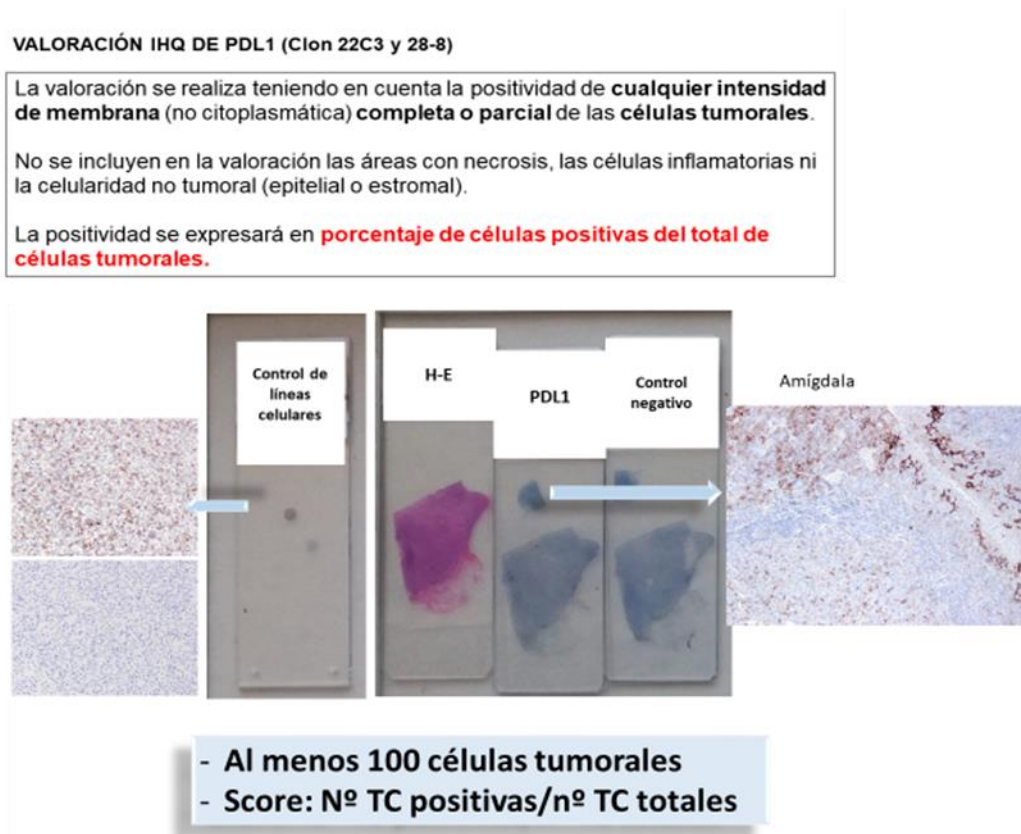 VALORACIÓN IHQ DE PDL1 (Clon 22C3 y 28-8)
La valoración se realiza teniendo en cuenta la positividad de cualquier intensidad
de membrana (no citoplasmática) completa o parcial de las células tumorales.
No se incluyen en la valoración las áreas con necrosis, las células inflamatorias ni
la celularidad no tumoral (epitelial o estromal).
La positividad se expresará en porcentaje de células positivas del total de
células tumorales.
Control de
líneas
celulares
H-E
PDL1
Control
negativo
Amígdala
- Al menos 100 células tumorales
- Score: Nº TC positivas/nº TC totales